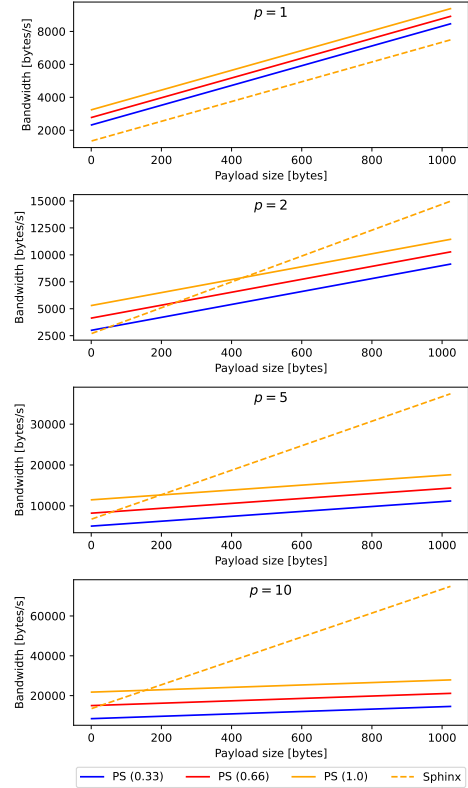 p = 1
Bandwidth [bytes/s]
8000
6000
4000
2000
0 200 400 600 800 1000
Payload size [bytes]
p = 2
Bandwidth [bytes/s]
15000
12500
10000
7500
5000
2500
0 200 400 600 800 1000
Payload size [bytes]
p = 5
Bandwidth [bytes/s]
30000
20000
10000
0 200 400 600 800 1000
Payload size [bytes]
p = 10
Bandwidth [bytes/s]
60000
40000
20000
0 200 400 600 800 1000
Payload size [bytes]
PS (0.33) PS (0.66) PS (1.0) Sphinx